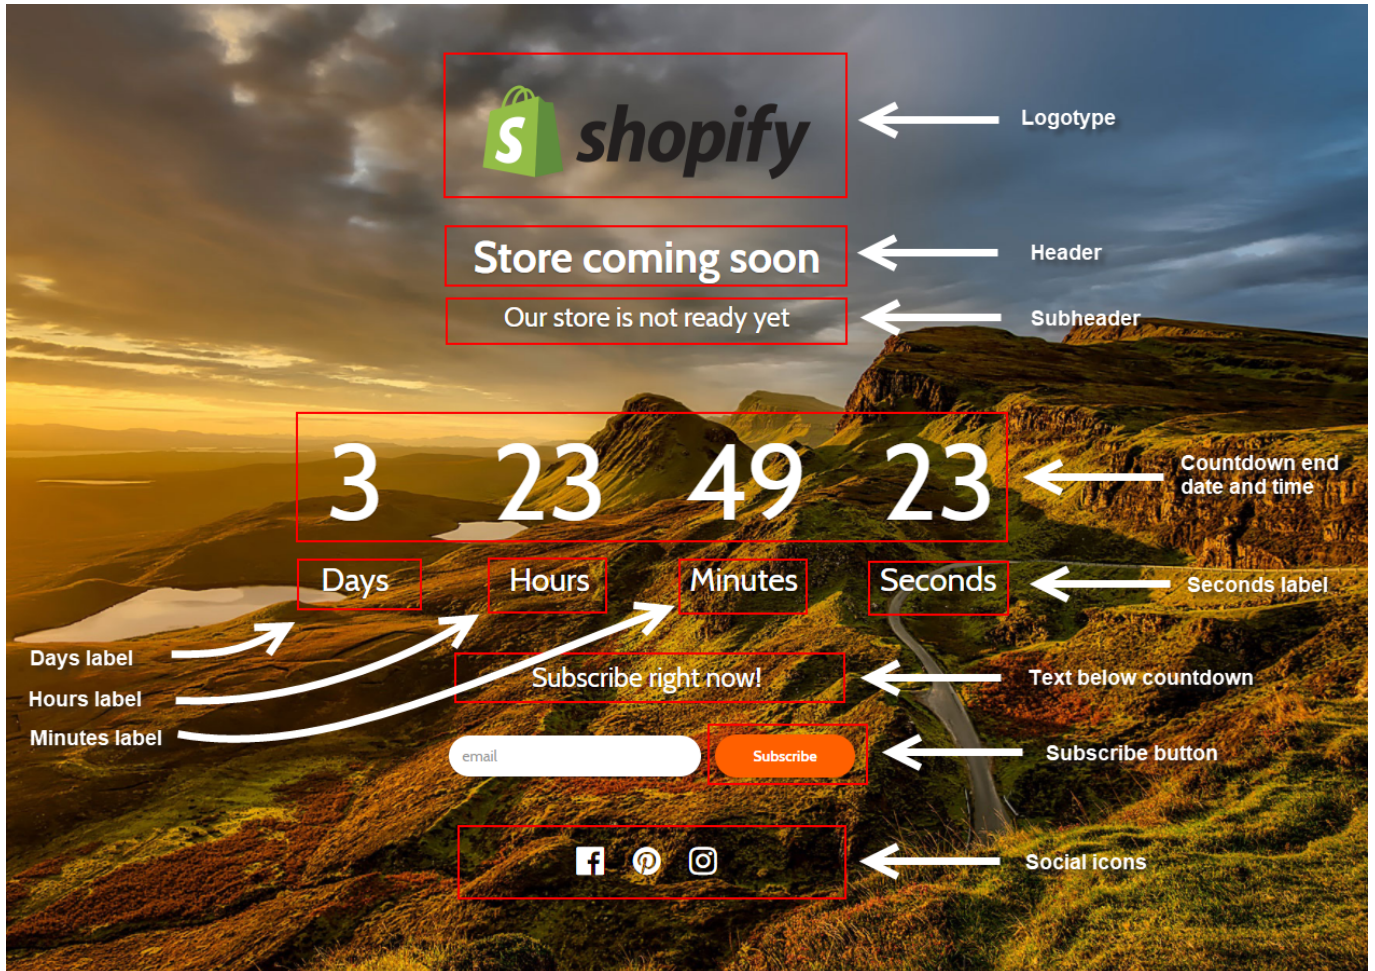 S shopify
Logotype
Store coming soon
Header
Our store is not ready yet
Subheader
3 23 49 23
Countdown end
date and time
Days Hours Minutes Seconds
Seconds label
Days label
Hours label
Minutes label
Subscribe right now!
Text below countdown
email
Subscribe
Subscribe button
Social icons